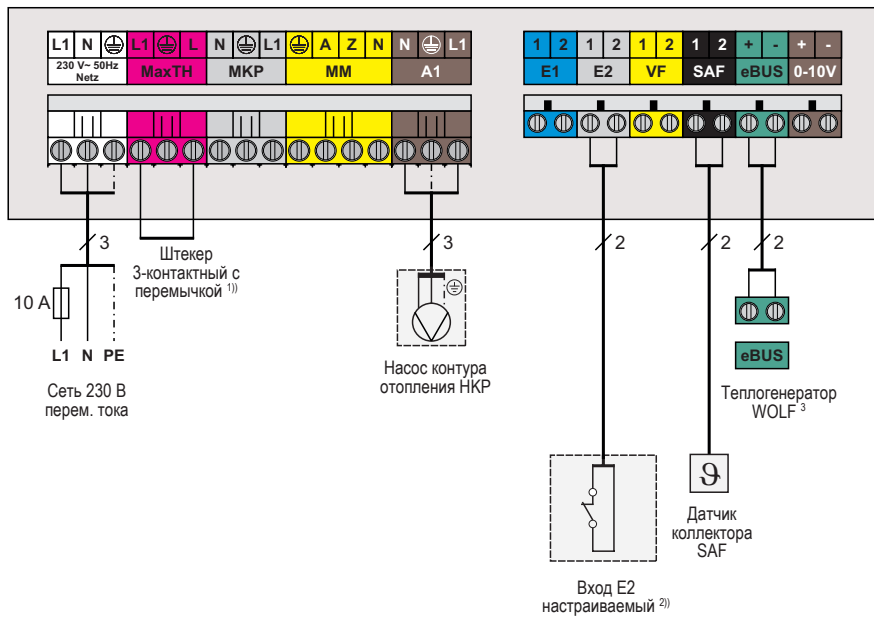 L1 N L1 L N L1 A Z N N L1
230 V~ 50Hz
Netz
MaxTH MKP MM A1
1 2 1 2 1 2 1 2 + - + -
E1 E2 VF SAF eBUS 0-10V
3
3
2
2
2
Штекер
3-контактный с
перемычкой 1))
10 A
L1 N PE
Сеть 230 В
перем. тока
Насос контура
отопления НКР
eBUS
Теплогенератор
WOLF 3
ϑ
Датчик
коллектора
SAF
Вход E2
настраиваемый 2))